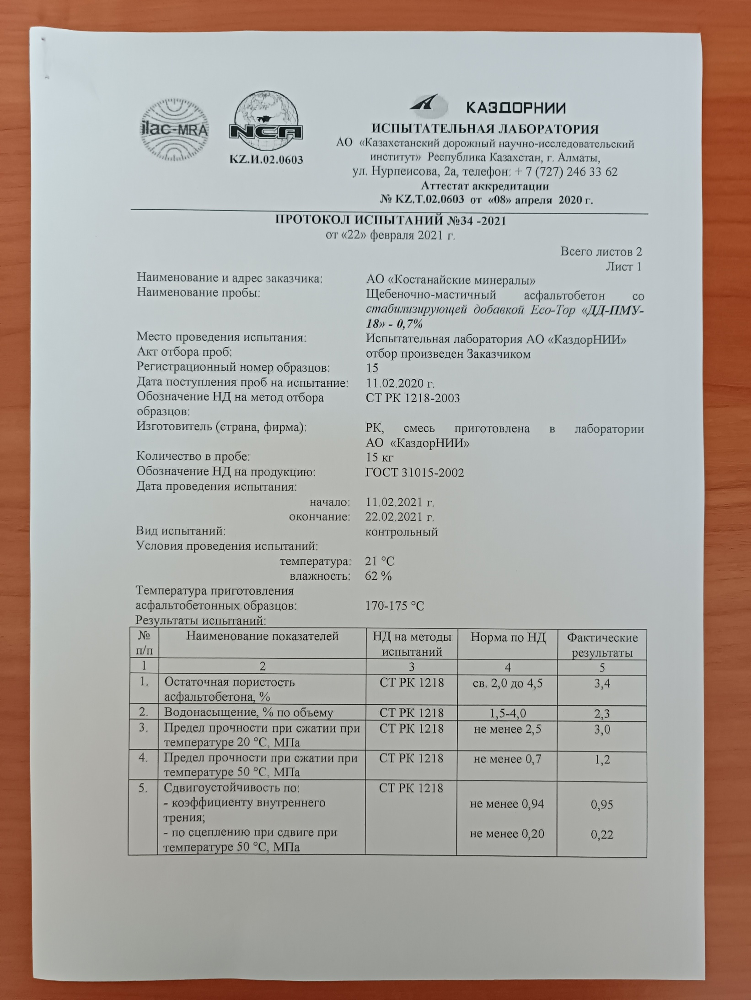 ilac-MRA
NCA
KZ.И.02.0603
КАЗДОРНИИ
ИСПЫТАТЕЛЬНАЯ ЛАБОРАТОРИЯ
АО «Казахстанский дорожный научно-исследовательский
институт» Республика Казахстан, г. Алматы,
ул. Нурпеисова, 2а, телефон: + 7 (727) 246 33 62
Аттестат аккредитации
№ KZ.T.02.0603 от «08» апреля 2020 г.
ПРОТОКОЛ ИСПЫТАНИЙ №34 -2021
от «22» февраля 2021 г.
Всего листов 2
Лист 1
Наименование и адрес заказчика: АО «Костанайские минералы»
Наименование пробы: Щебеночно-мастичный асфальтобетон со
стабилизирующей добавкой Eco-Top «ДД-ПМУ-
18» - 0,7%
Место проведения испытания: Испытательная лаборатория АО «КаздорНИИ»
Акт отбора проб: отбор произведен Заказчиком
Регистрационный номер образцов: 15
Дата поступления проб на испытание: 11.02.2020 г.
Обозначение НД на метод отбора СТ РК 1218-2003
образцов:
Изготовитель (страна, фирма): РК, смесь приготовлена в лаборатории
АО «КаздорНИИ»
Количество в пробе: 15 кг
Обозначение НД на продукцию: ГОСТ 31015-2002
Дата проведения испытания:
начало: 11.02.2021 г.
окончание: 22.02.2021 г.
Вид испытаний: контрольный
Условия проведения испытаний:
температура: 21 °С
влажность: 62 %
Температура приготовления
асфальтобетонных образцов: 170-175 °С
Результаты испытаний:
№ Наименование показателей НД на методы Норма по НД Фактические
п/п испытаний результаты
1 2 3 4 5
1. Остаточная пористость СТ РК 1218 св. 2,0 до 4,5 3,4
асфальтобетона, %
2. Водонасыщение, % по объему СТ РК 1218 1,5-4,0 2,3
3. Предел прочности при сжатии при СТ РК 1218 не менее 2,5 3,0
температуре 20 °С, МПа
4. Предел прочности при сжатии при СТ РК 1218 не менее 0,7 1,2
температуре 50 °С, МПа
5. Сдвигоустойчивость по: СТ РК 1218
- коэффициенту внутреннего не менее 0,94 0,95
трения;
- по сцеплению при сдвиге при не менее 0,20 0,22
температуре 50 °С, МПа